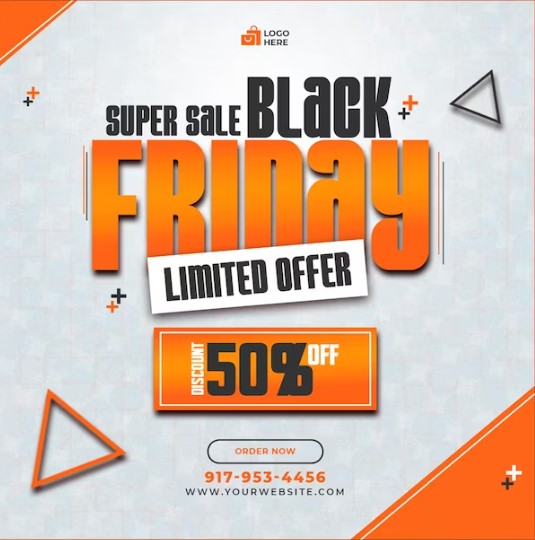 LOGO
HERE
SUPER SALE BLACK
FRIDAY
LIMITED OFFER
DISCOUNT 50% OFF
ORDER NOW
917-953-4456
WWW.YOURWEBSITE.COM